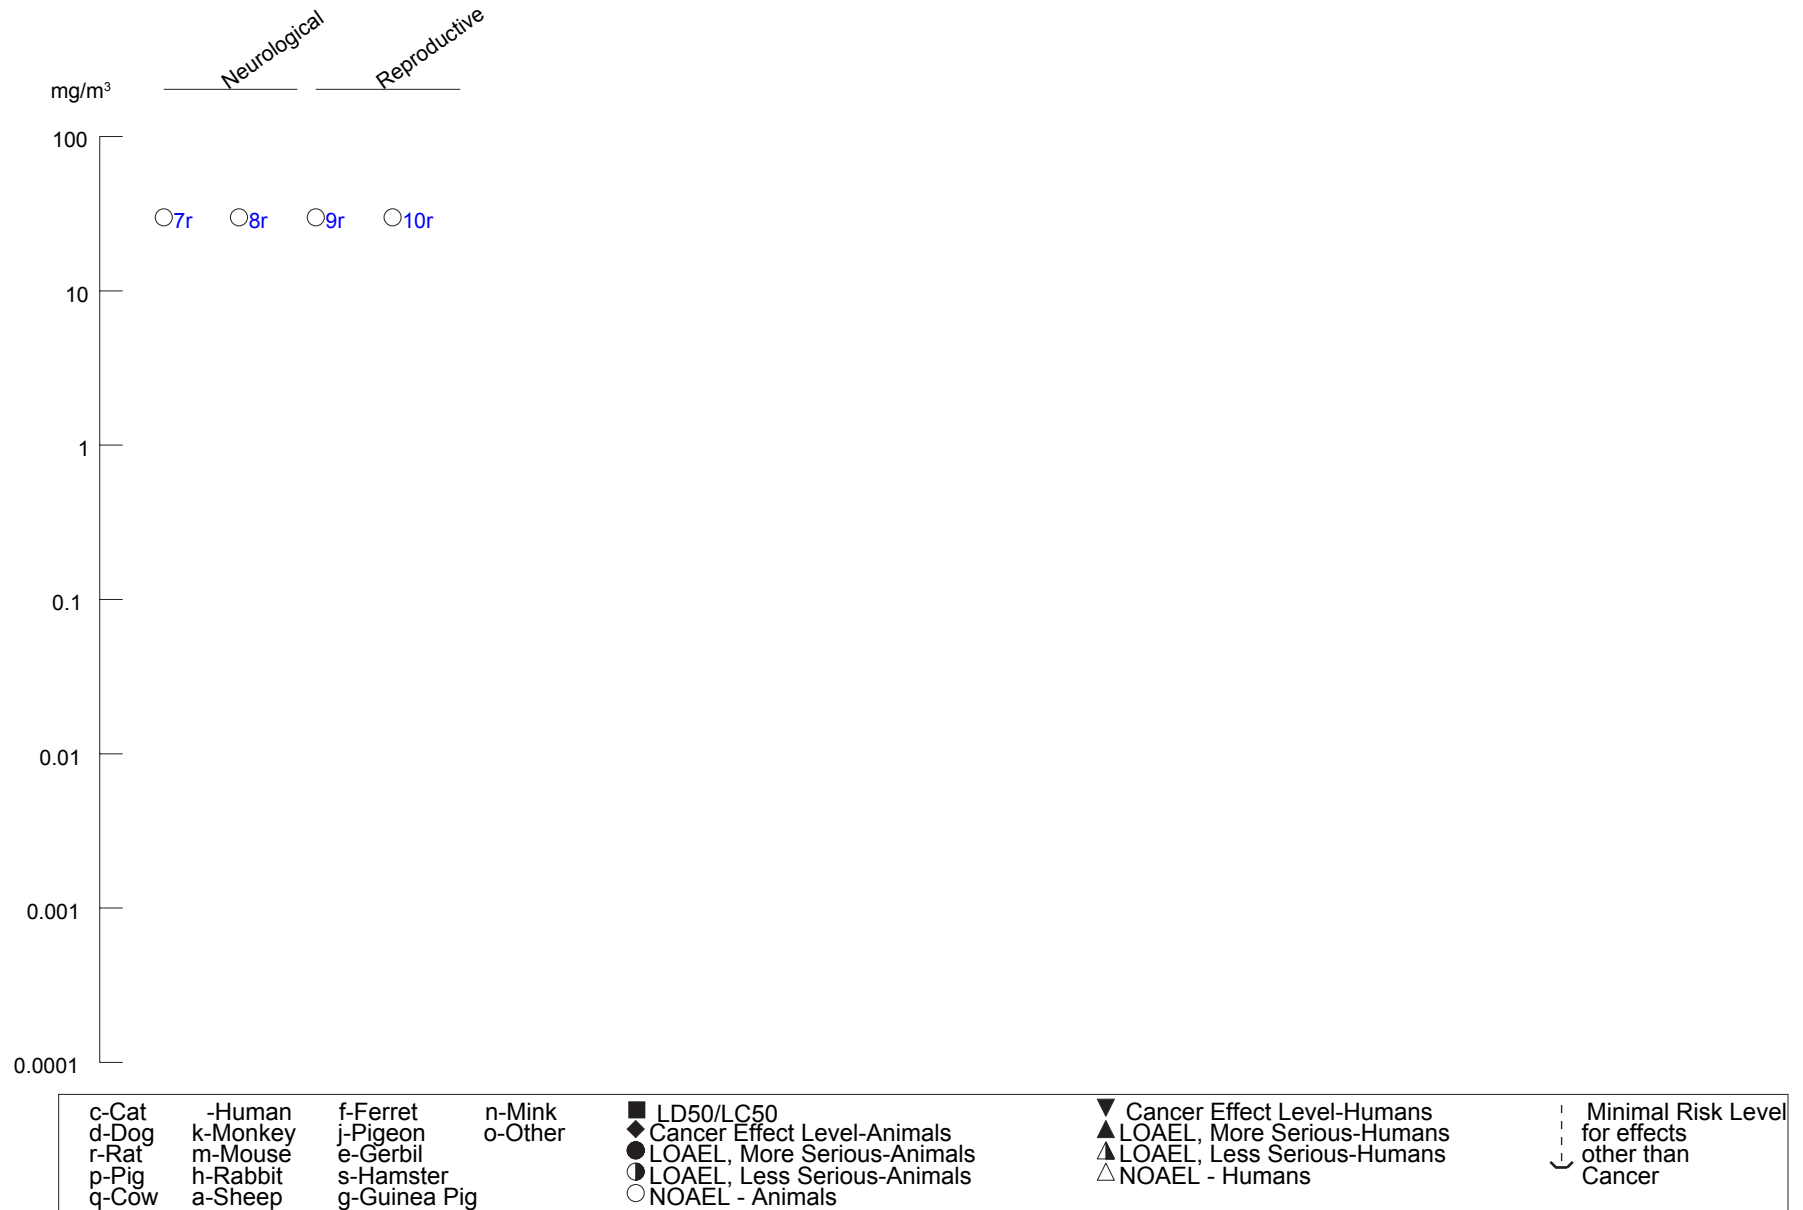 Neurological
Reproductive
mg/m³
100
7r 8r 9r 10r
10
1
0.1
0.01
0.001
0.0001
c-Cat -Human f-Ferret n-Mink LD50/LC50 Cancer Effect Level-Humans Minimal Risk Level
d-Dog k-Monkey j-Pigeon o-Other Cancer Effect Level-Animals LOAEL, More Serious-Humans for effects
r-Rat m-Mouse e-Gerbil LOAEL, More Serious-Animals LOAEL, Less Serious-Humans other than
p-Pig h-Rabbit s-Hamster LOAEL, Less Serious-Animals NOAEL - Humans Cancer
q-Cow a-Sheep g-Guinea Pig NOAEL - Animals